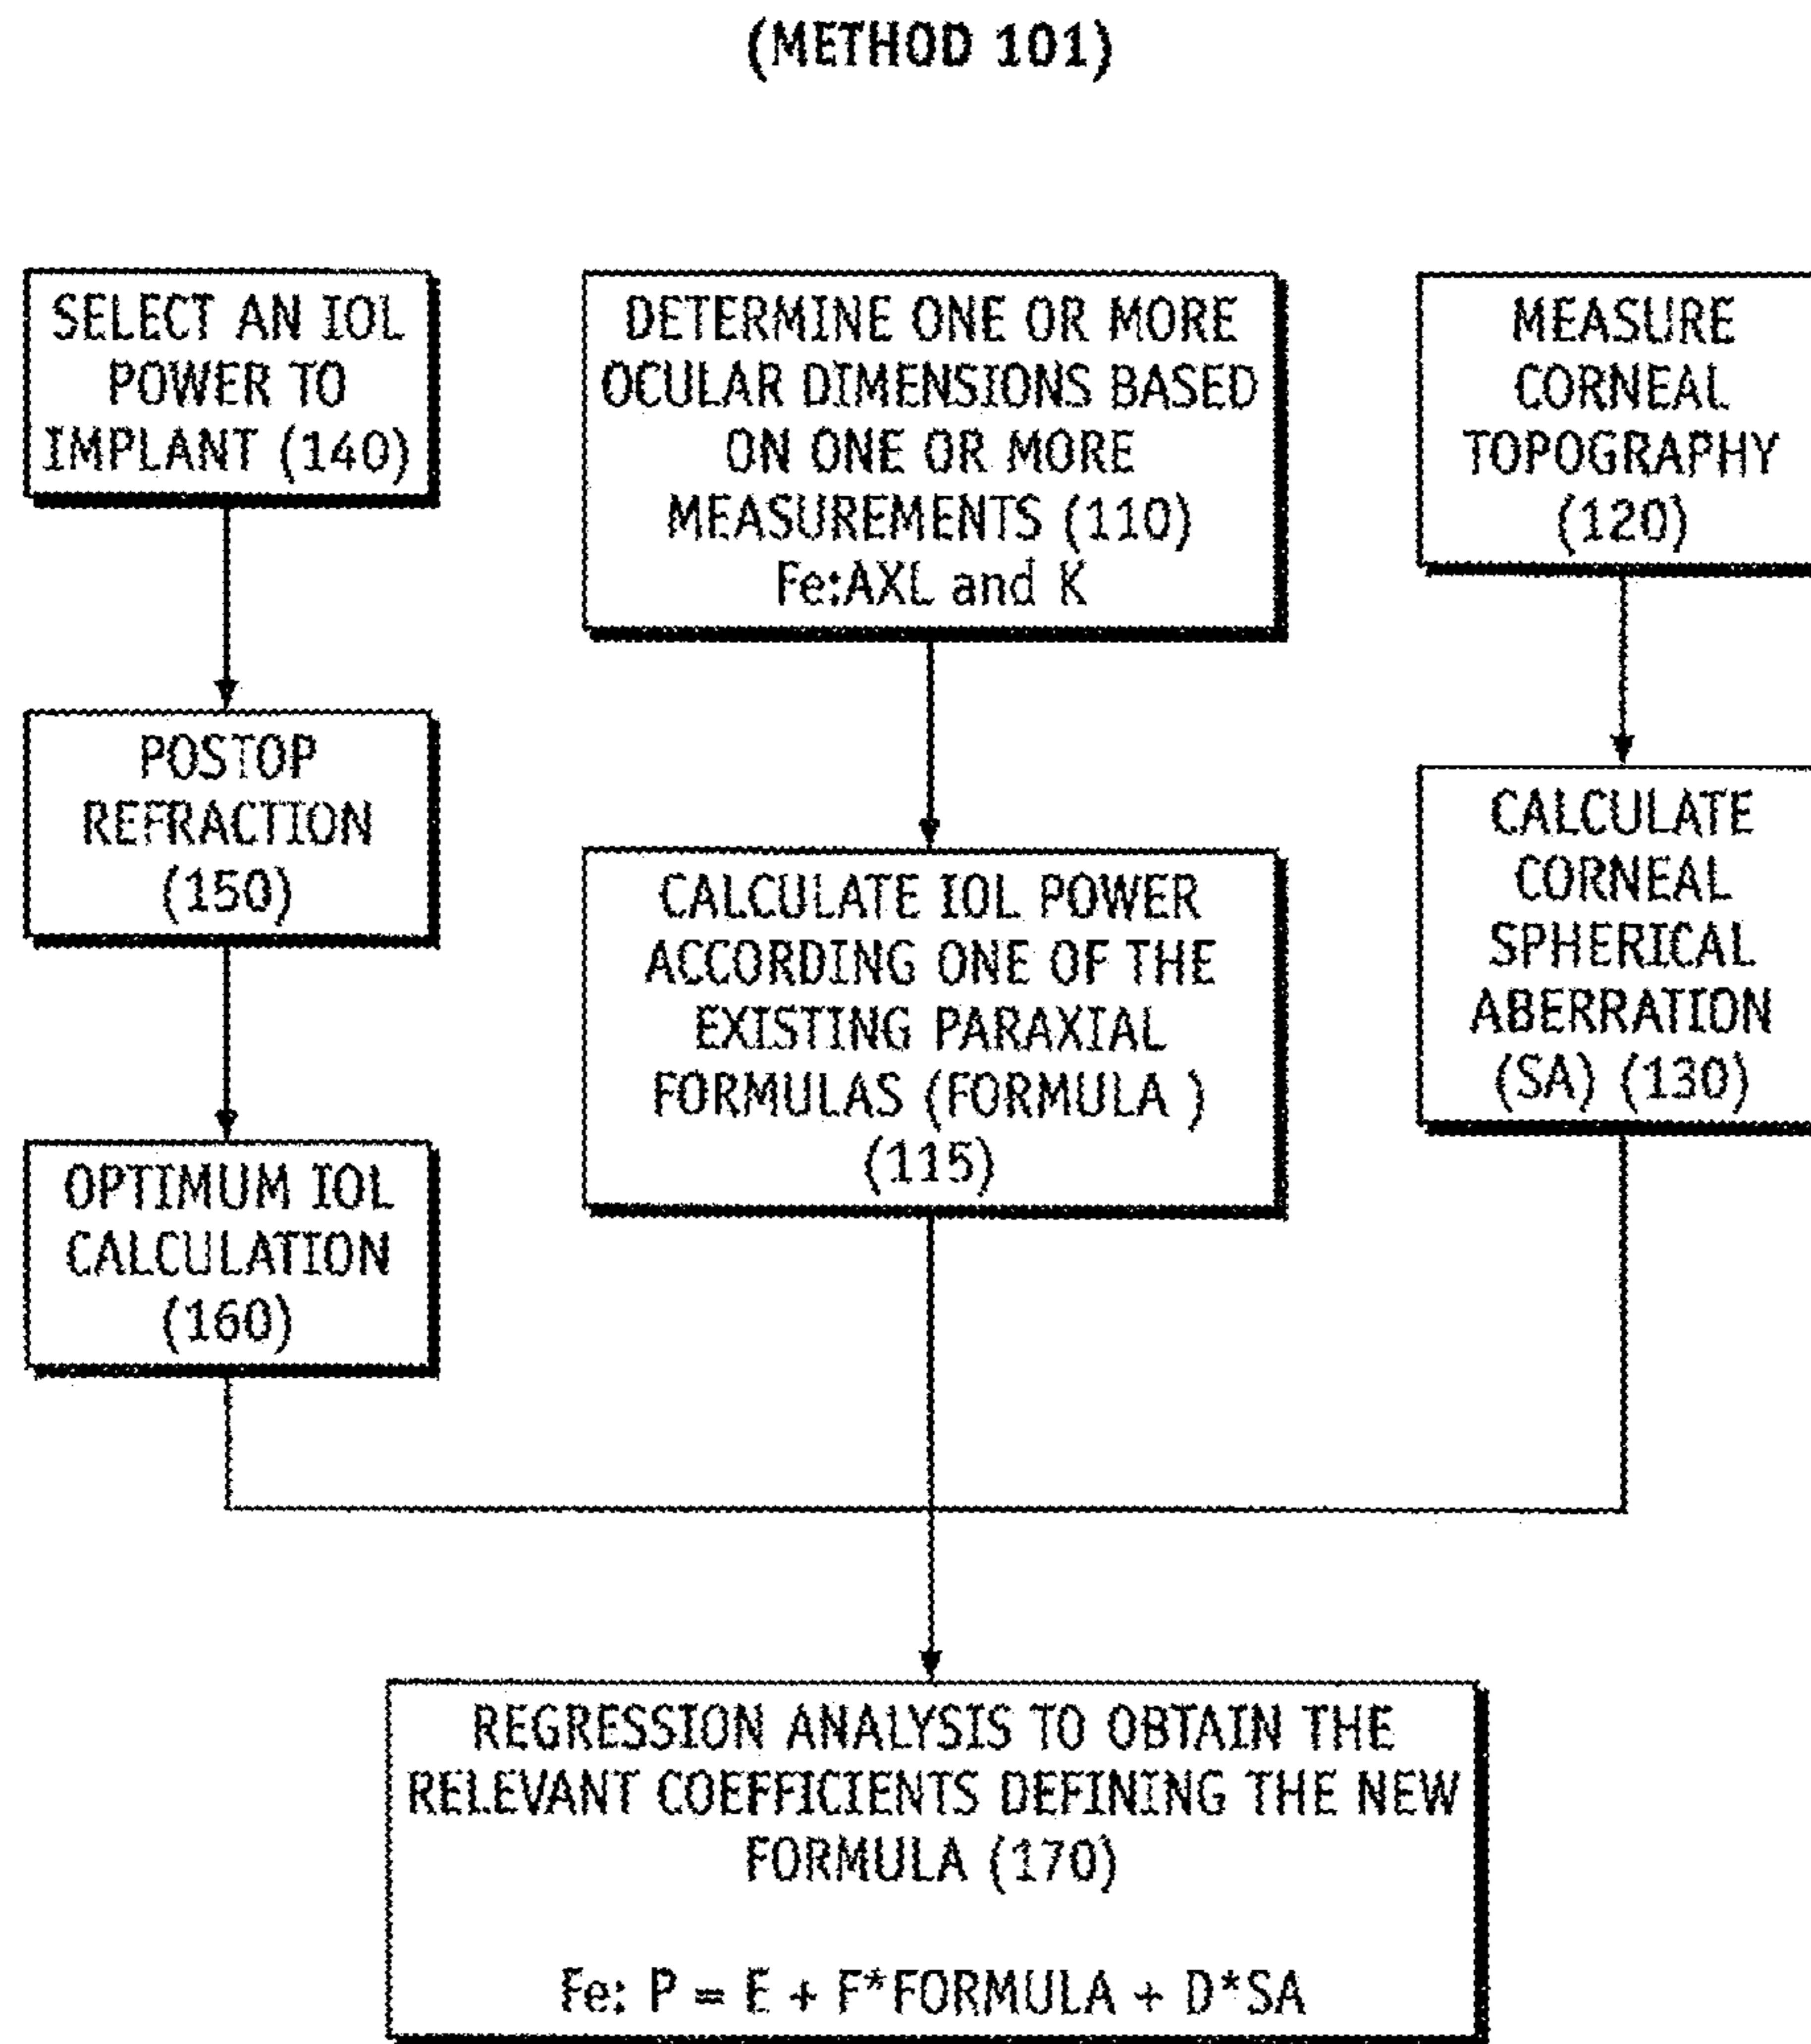 (METHOD 101)
SELECT AN IOL
POWER TO
IMPLANT (140)
POSTOP
REFRACTION
(150)
OPTIMUM IOL
CALCULATION
(160)
DETERMINE ONE OR MORE
OCULAR DIMENSIONS BASED
ON ONE OR MORE
MEASUREMENTS (110)
Fe:AXL and K
CALCULATE IOL POWER
ACCORDING ONE OF THE
EXISTING PARAXIAL
FORMULAS (FORMULA )
(115)
MEASURE
CORNEAL
TOPOGRAPHY
(120)
CALCULATE
CORNEAL
SPHERICAL
ABERRATION
(SA) (130)
REGRESSION ANALYSIS TO OBTAIN THE
RELEVANT COEFFICIENTS DEFINING THE NEW
FORMULA (170)
Fe: P = E + F*FORMULA + D*SA